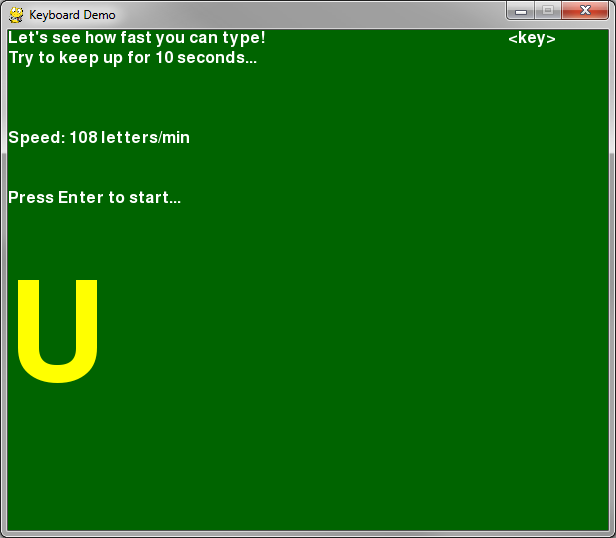 Keyboard Demo
Let's see how fast you can type! <key>
Try to keep up for 10 seconds...
Speed: 108 letters/min
Press Enter to start...
U